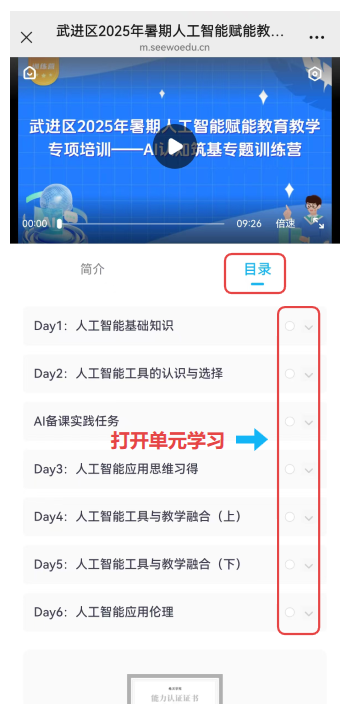 武进区2025年暑期人工智能赋能教...
m.seewoedu.cn
武进区2025年暑期人工智能赋能教育教学
专项培训——AI认知筑基专题训练营
00:00
09:26
倍速
简介
目录
Day1：人工智能基础知识
Day2：人工智能工具的认识与选择
AI备课实践任务
打开单元学习
Day3：人工智能应用思维习得
Day4：人工智能工具与教学融合（上）
Day5：人工智能工具与教学融合（下）
Day6：人工智能应用伦理
能力认证证书